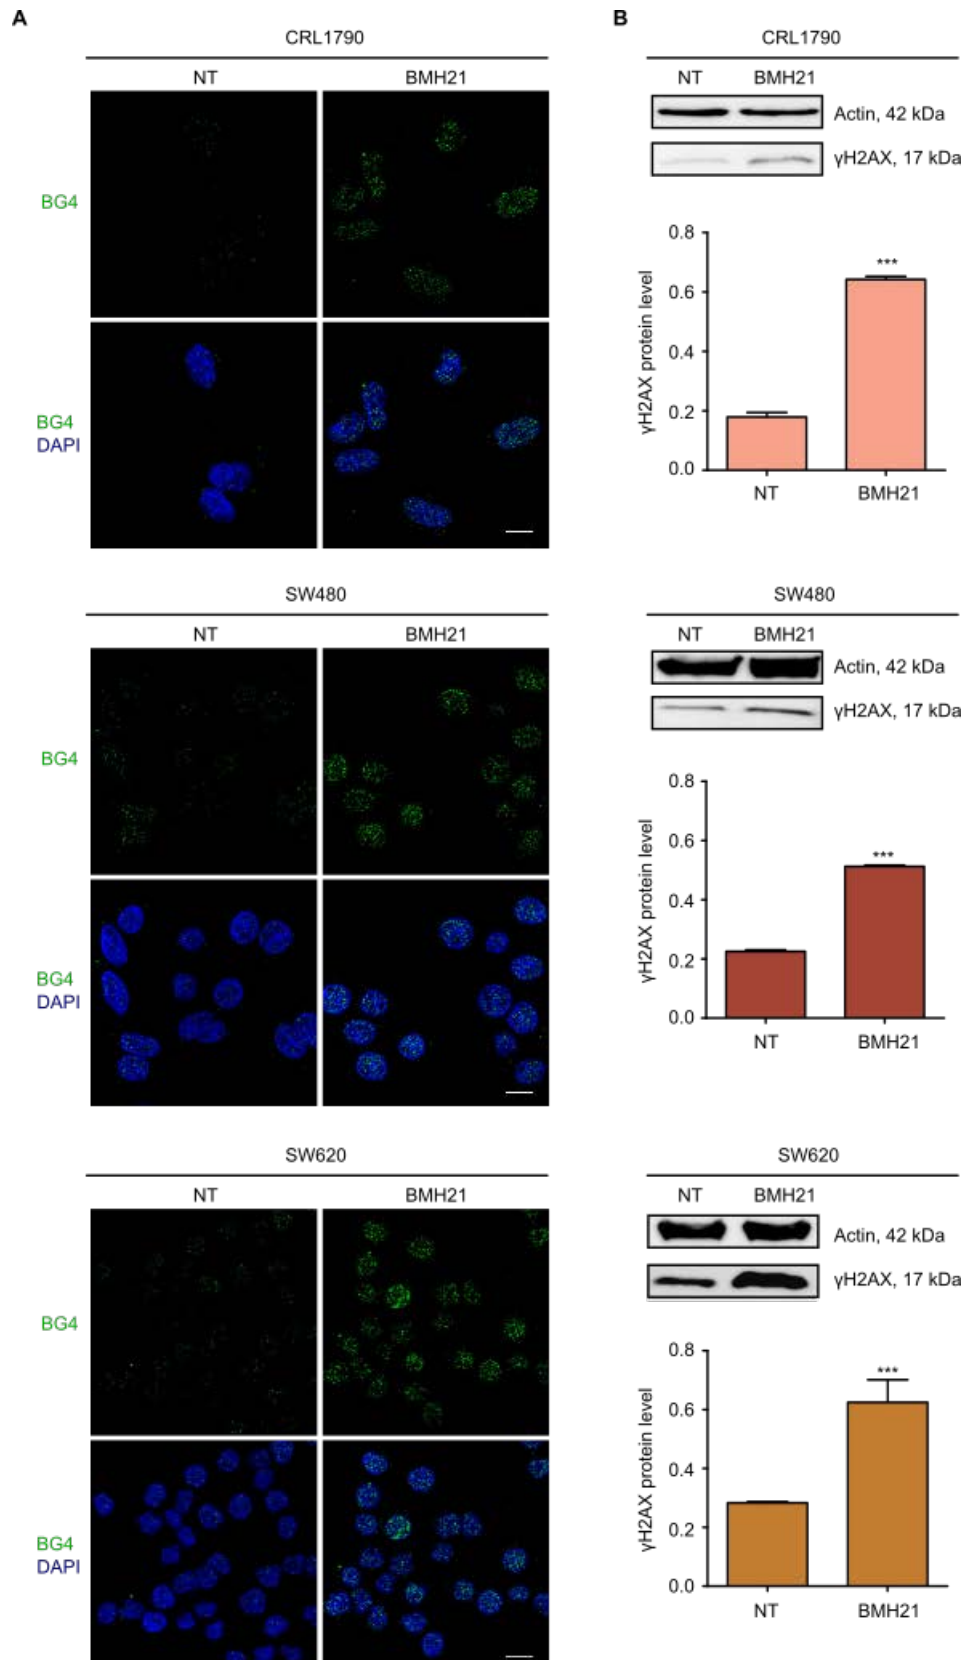 A
CRL1790
NT BMH21
BG4
BG4
DAPI
SW480
NT BMH21
BG4
BG4
DAPI
SW620
NT BMH21
BG4
BG4
DAPI
B
CRL1790
NT BMH21
Actin, 42 kDa
γH2AX, 17 kDa
0.8
0.6
0.4
0.2
0.0
γH2AX protein level
***
NT BMH21
SW480
NT BMH21
Actin, 42 kDa
γH2AX, 17 kDa
0.8
0.6
0.4
0.2
0.0
γH2AX protein level
***
NT BMH21
SW620
NT BMH21
Actin, 42 kDa
γH2AX, 17 kDa
0.8
0.6
0.4
0.2
0.0
γH2AX protein level
***
NT BMH21